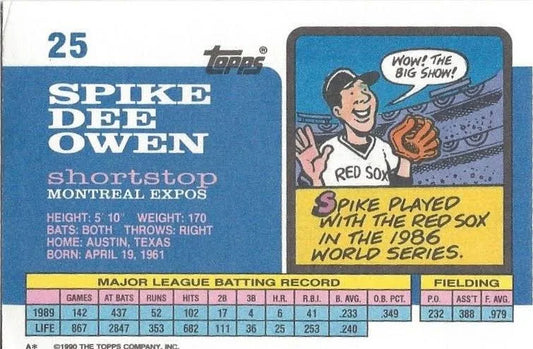 25
topps®
SPIKE
DEE
OWEN
shortstop
MONTREAL EXPOS
HEIGHT: 5' 10" WEIGHT: 170
BATS: BOTH THROWS: RIGHT
HOME: AUSTIN, TEXAS
BORN: APRIL 19, 1961
WOW! THE
BIG SHOW!
RED SOX
SPIKE PLAYED
WITH THE RED SOX
IN THE 1986
WORLD SERIES.
MAJOR LEAGUE BATTING RECORD FIELDING
GAMES AT BATS RUNS HITS 2B 3B H.R. R.B.I. B. AVG. O.B. PCT. P.O. ASS'T F. AVG.
1989 142 437 52 102 17 4 6 41 .233 .349 232 388 .979
LIFE 867 2847 353 682 111 36 25 253 .240
A* ©1990 THE TOPPS COMPANY, INC.